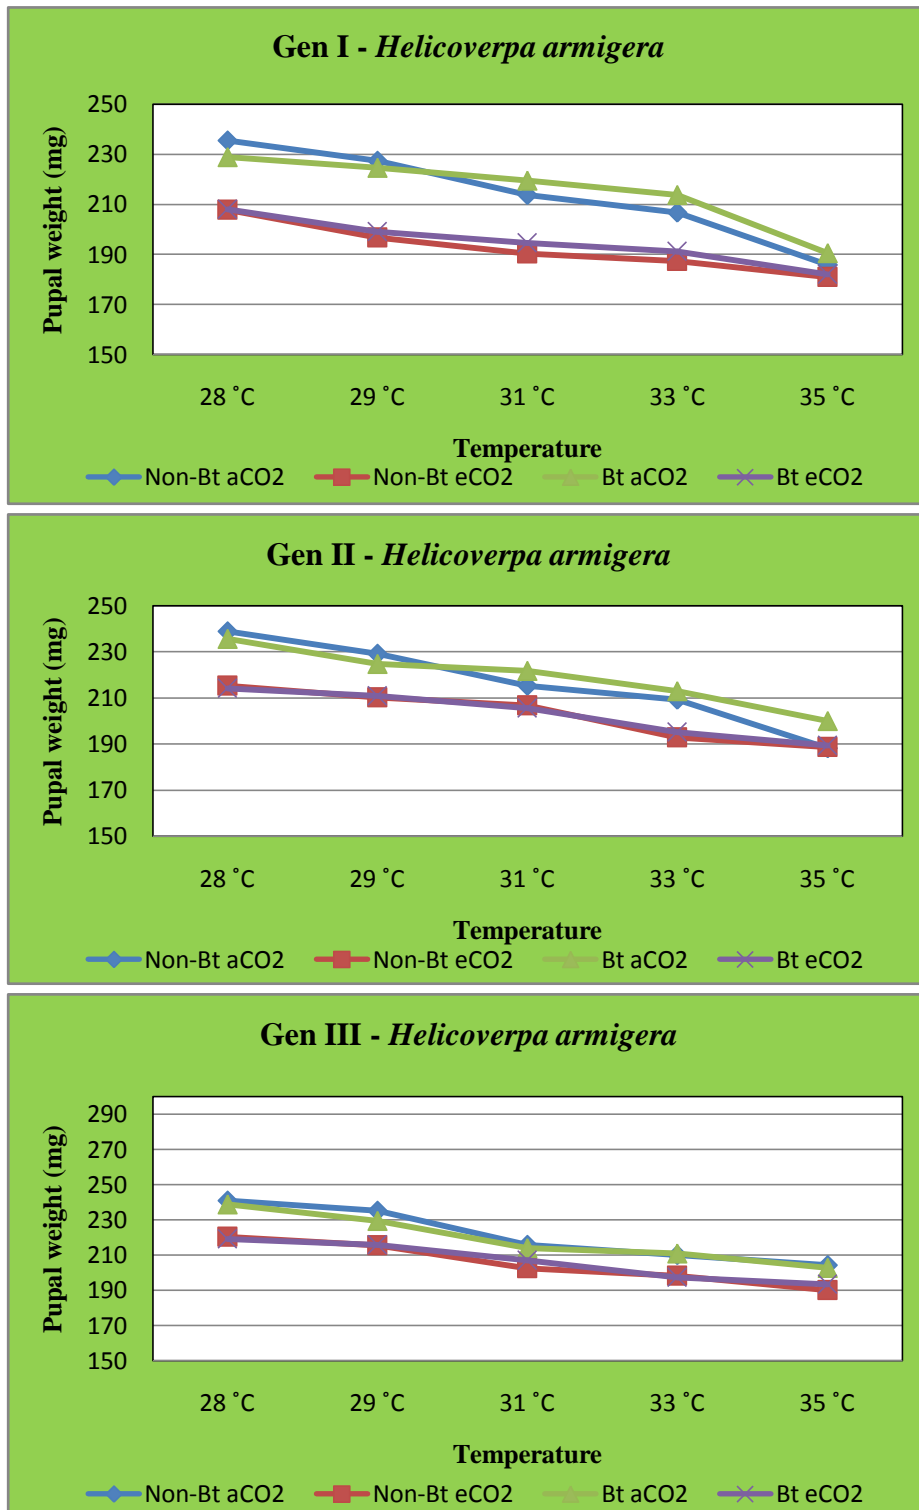 Gen I - Helicoverpa armigera
Pupal weight (mg)
250
230
210
190
170
150
28 ˚C 29 ˚C 31 ˚C 33 ˚C 35 ˚C
Temperature
Non-Bt aCO2 Non-Bt eCO2 Bt aCO2 Bt eCO2
Gen II - Helicoverpa armigera
Pupal weight (mg)
250
230
210
190
170
150
28 ˚C 29 ˚C 31 ˚C 33 ˚C 35 ˚C
Temperature
Non-Bt aCO2 Non-Bt eCO2 Bt aCO2 Bt eCO2
Gen III - Helicoverpa armigera
Pupal weight (mg)
290
270
250
230
210
190
170
150
28 ˚C 29 ˚C 31 ˚C 33 ˚C 35 ˚C
Temperature
Non-Bt aCO2 Non-Bt eCO2 Bt aCO2 Bt eCO2